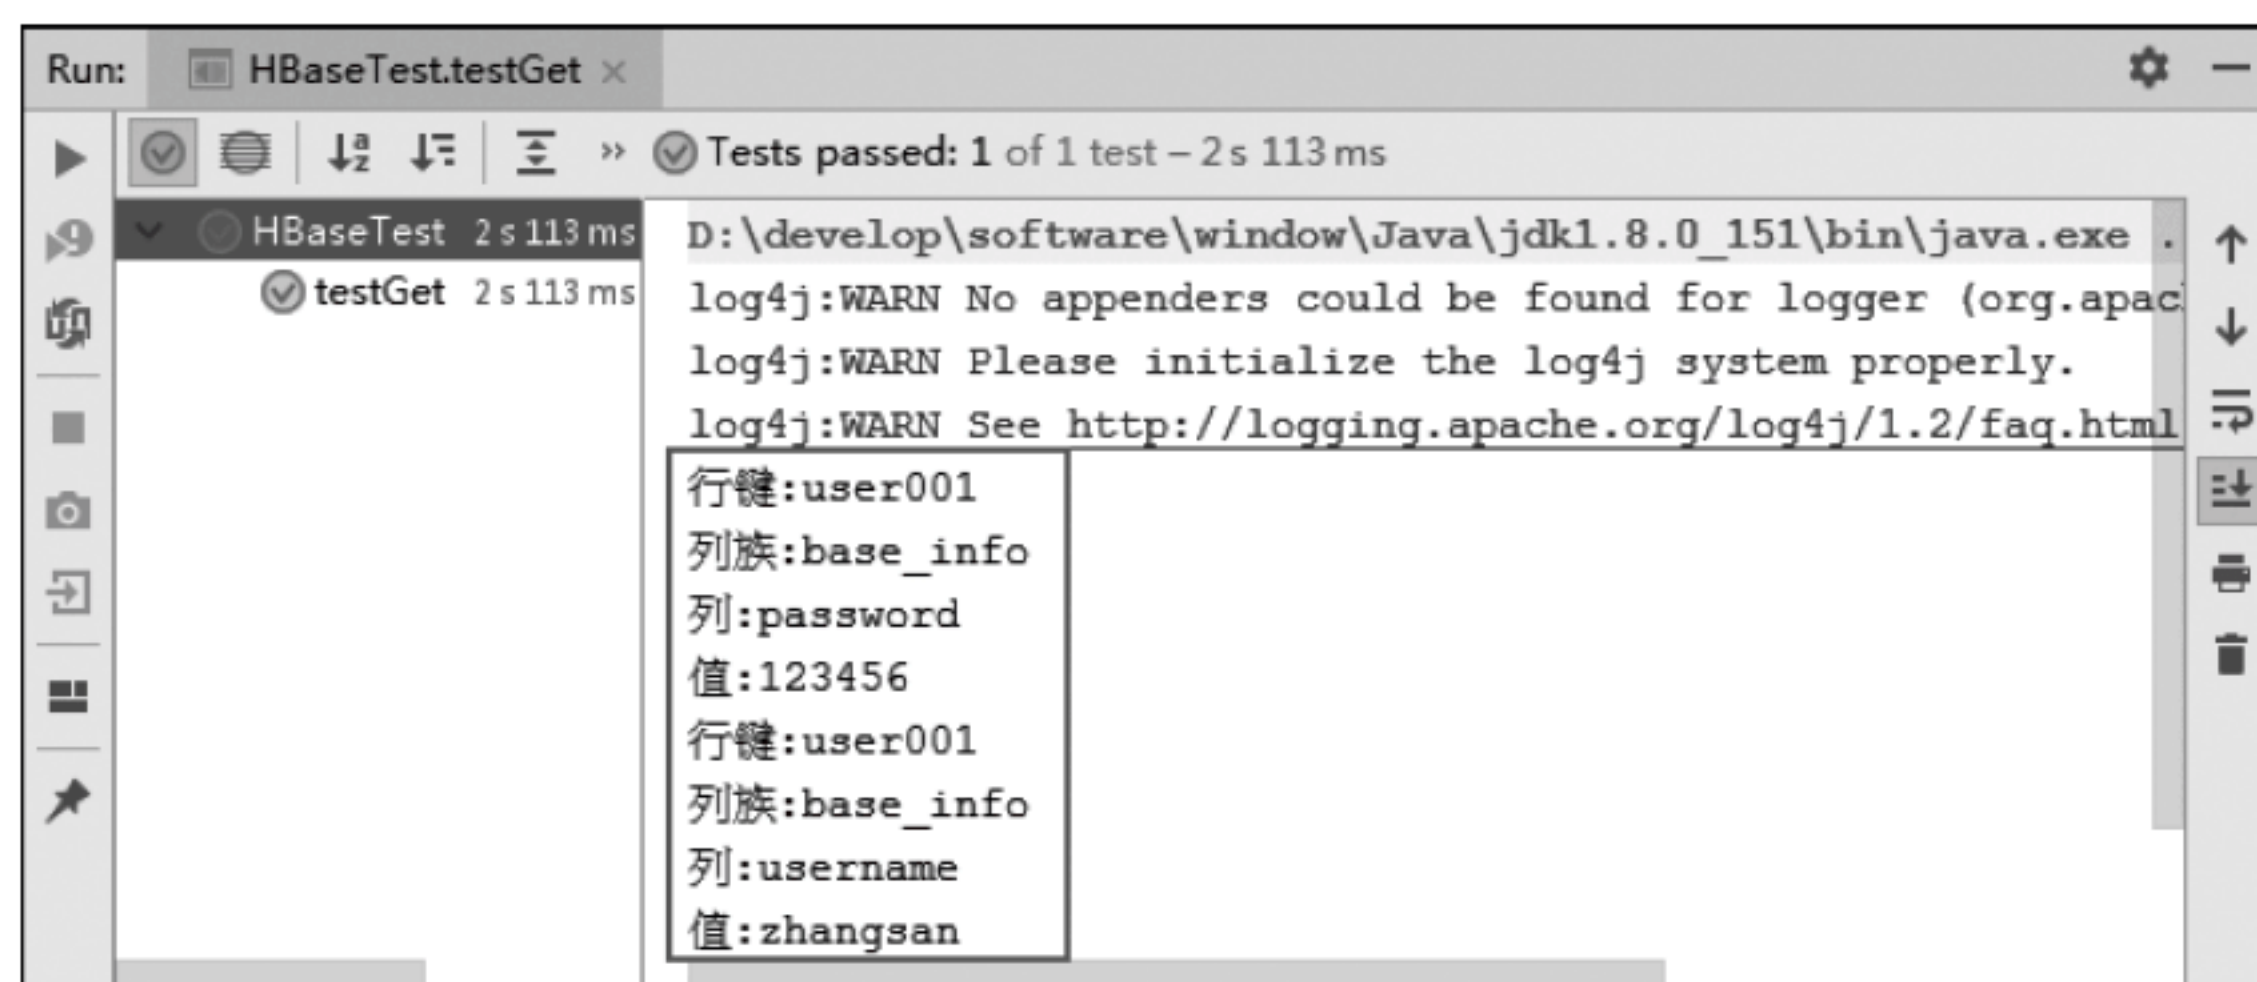 Run: HBaseTest.testGet ×
Tests passed: 1 of 1 test – 2 s 113 ms
HBaseTest 2 s 113 ms
testGet 2 s 113 ms
D:\develop\software\window\Java\jdk1.8.0_151\bin\java.exe .
log4j:WARN No appenders could be found for logger (org.apac
log4j:WARN Please initialize the log4j system properly.
log4j:WARN See http://logging.apache.org/log4j/1.2/faq.html
行键:user001
列族:base_info
列:password
值:123456
行键:user001
列族:base_info
列:username
值:zhangsan